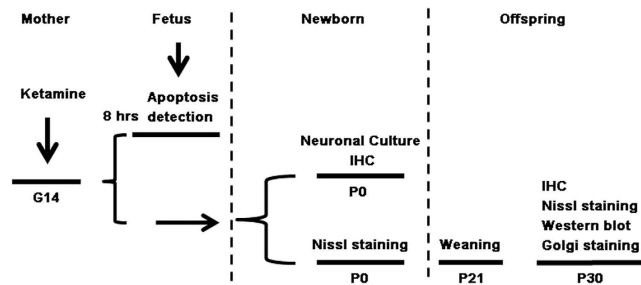 Mother
Fetus
Newborn
Offspring
Ketamine
8 hrs
Apoptosis
detection
G14
Neuronal Culture
IHC
P0
Nissl staining
P0
Weaning
P21
IHC
Nissl staining
Western blot
Golgi staining
P30